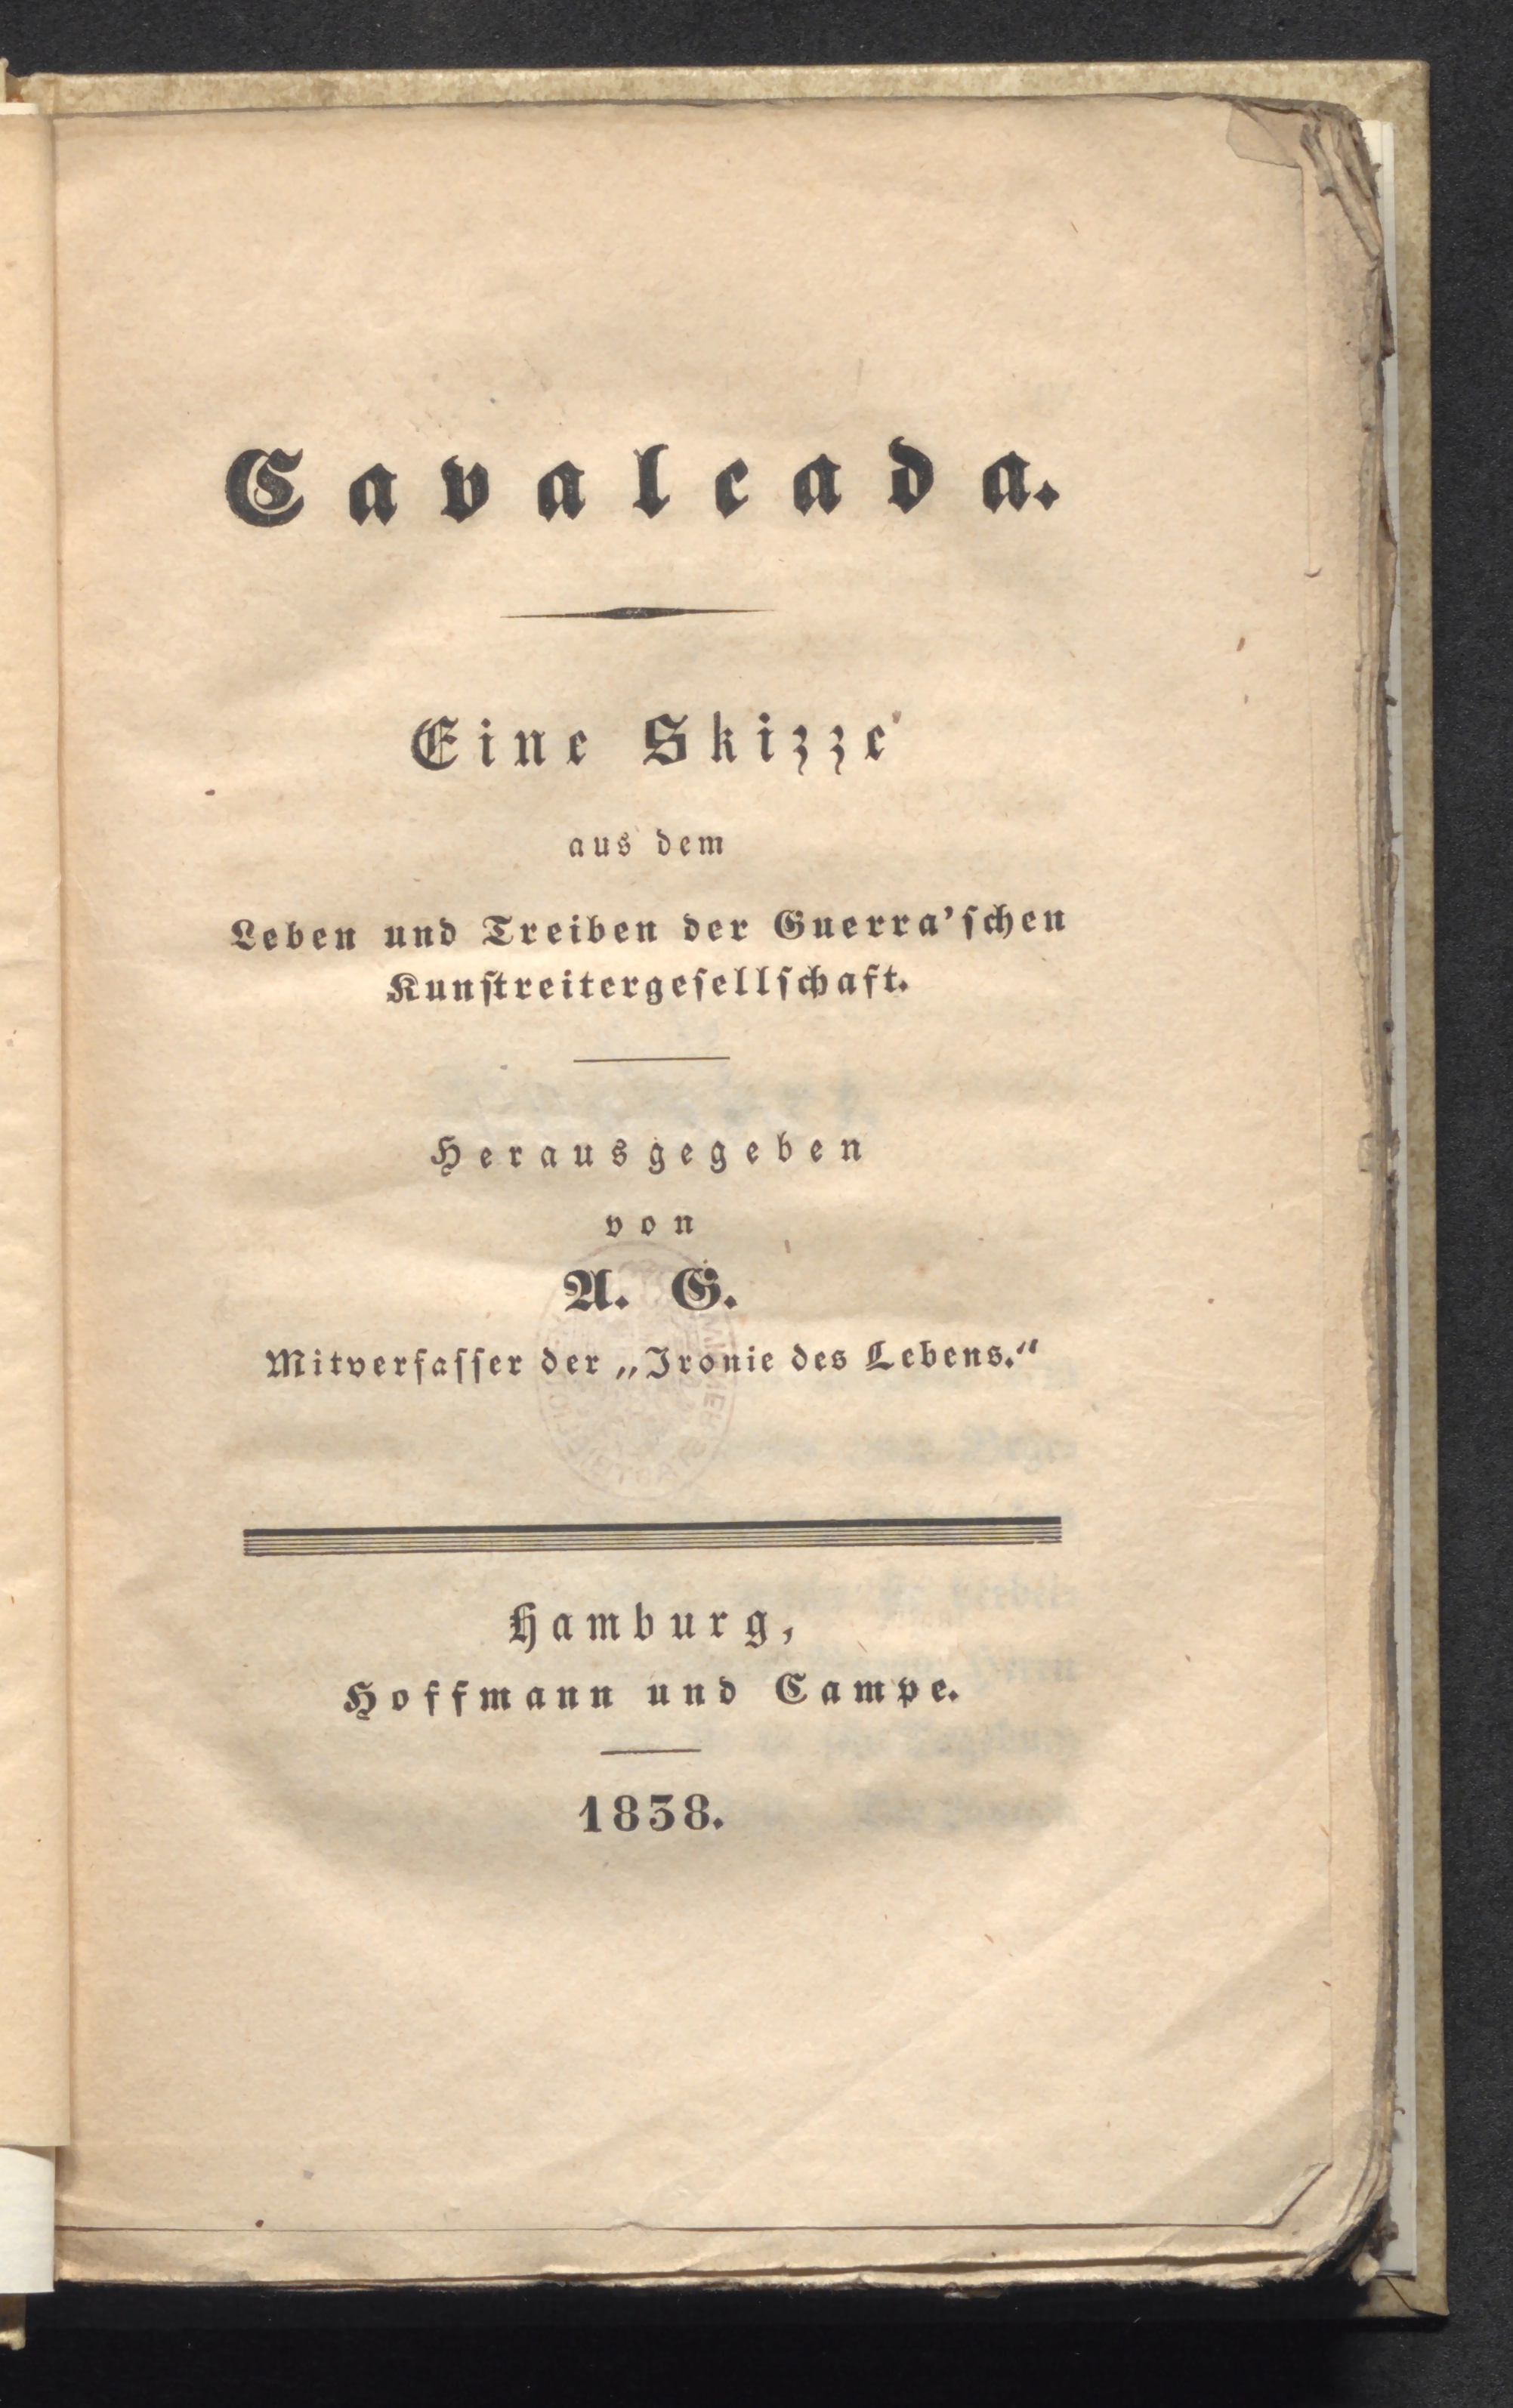 Cavalcada.
Eine Skizze
aus dem
Leben und Treiben der Guerra'schen
Kunstreitergesellschaft.
Herausgegeben
von
A. G.
Mitverfasser der „Ironie des Lebens.“
Hamburg,
Hoffmann und Campe.
1838.